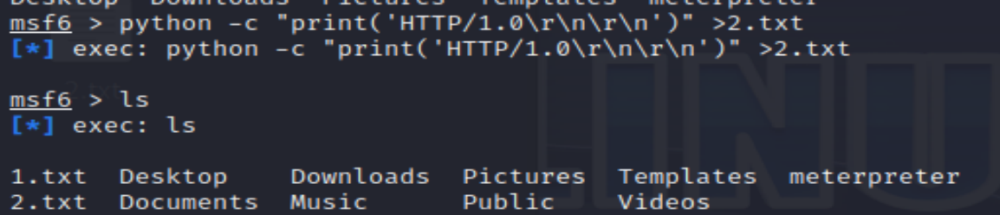 Desktop Downloads Pictures Templates meterpreter
msf6 > python -c "print('HTTP/1.0\r\n\r\n')" >2.txt
[*] exec: python -c "print('HTTP/1.0\r\n\r\n')" >2.txt
msf6 > ls
[*] exec: ls
1.txt Desktop Downloads Pictures Templates meterpreter
2.txt Documents Music Public Videos